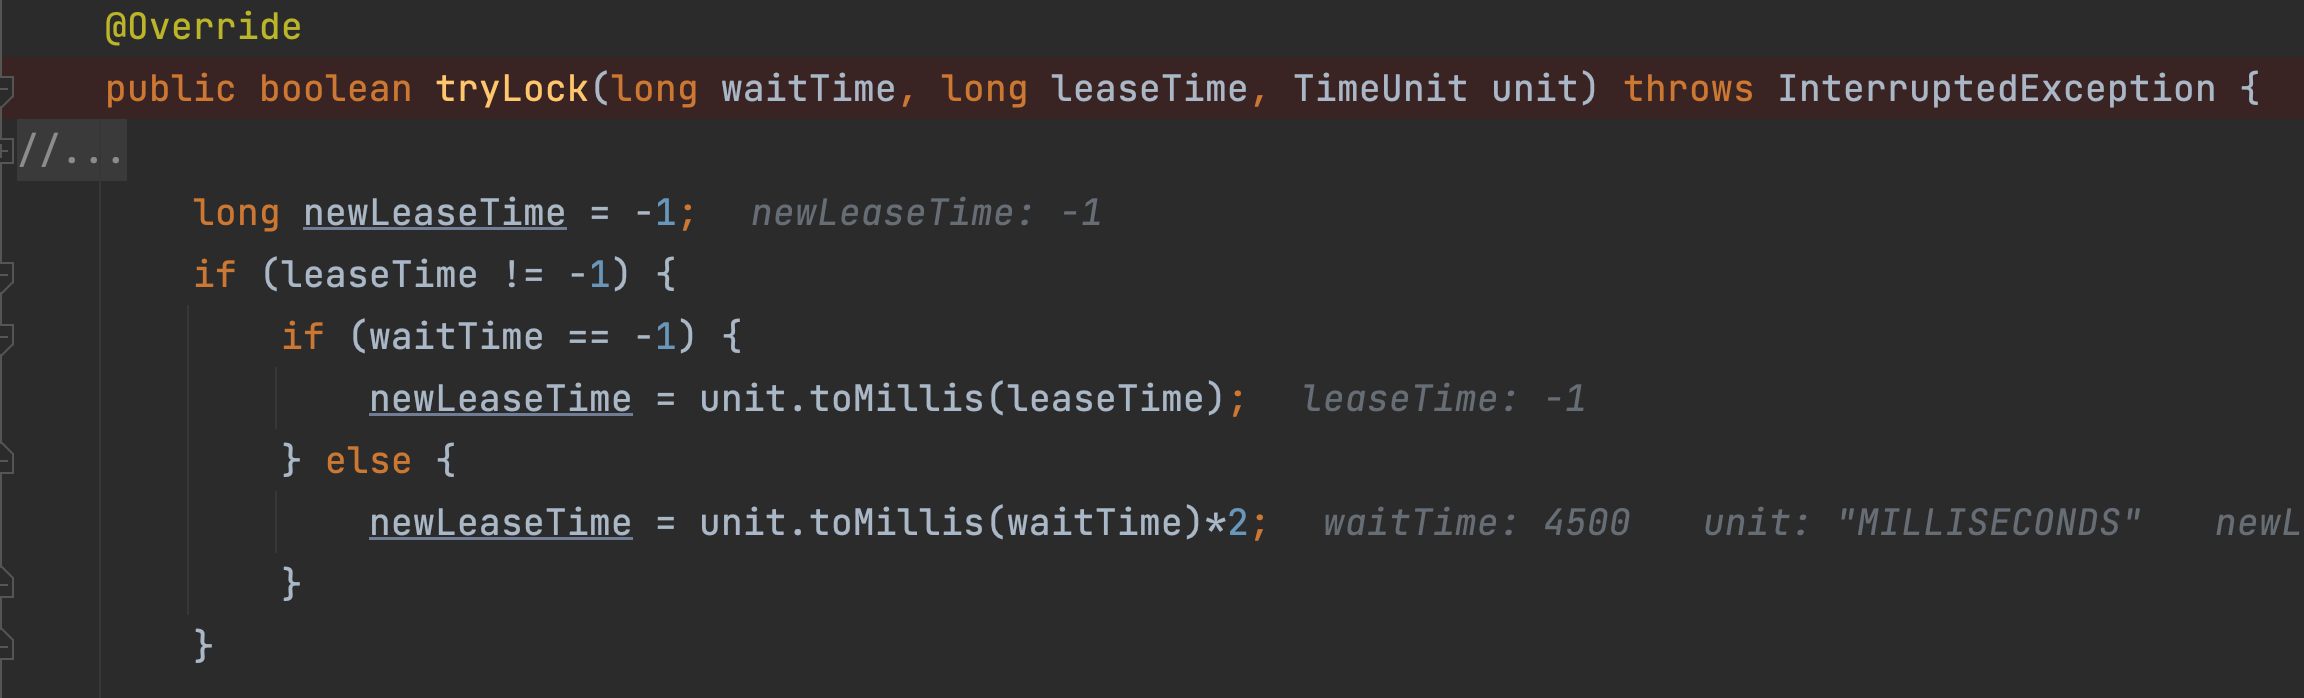 @Override
public boolean tryLock(long waitTime, long leaseTime, TimeUnit unit) throws InterruptedException {
//...
long newLeaseTime = -1; newLeaseTime: -1
if (leaseTime != -1) {
if (waitTime == -1) {
newLeaseTime = unit.toMillis(leaseTime); leaseTime: -1
} else {
newLeaseTime = unit.toMillis(waitTime)*2; waitTime: 4500 unit: "MILLISECONDS" newL
}
}